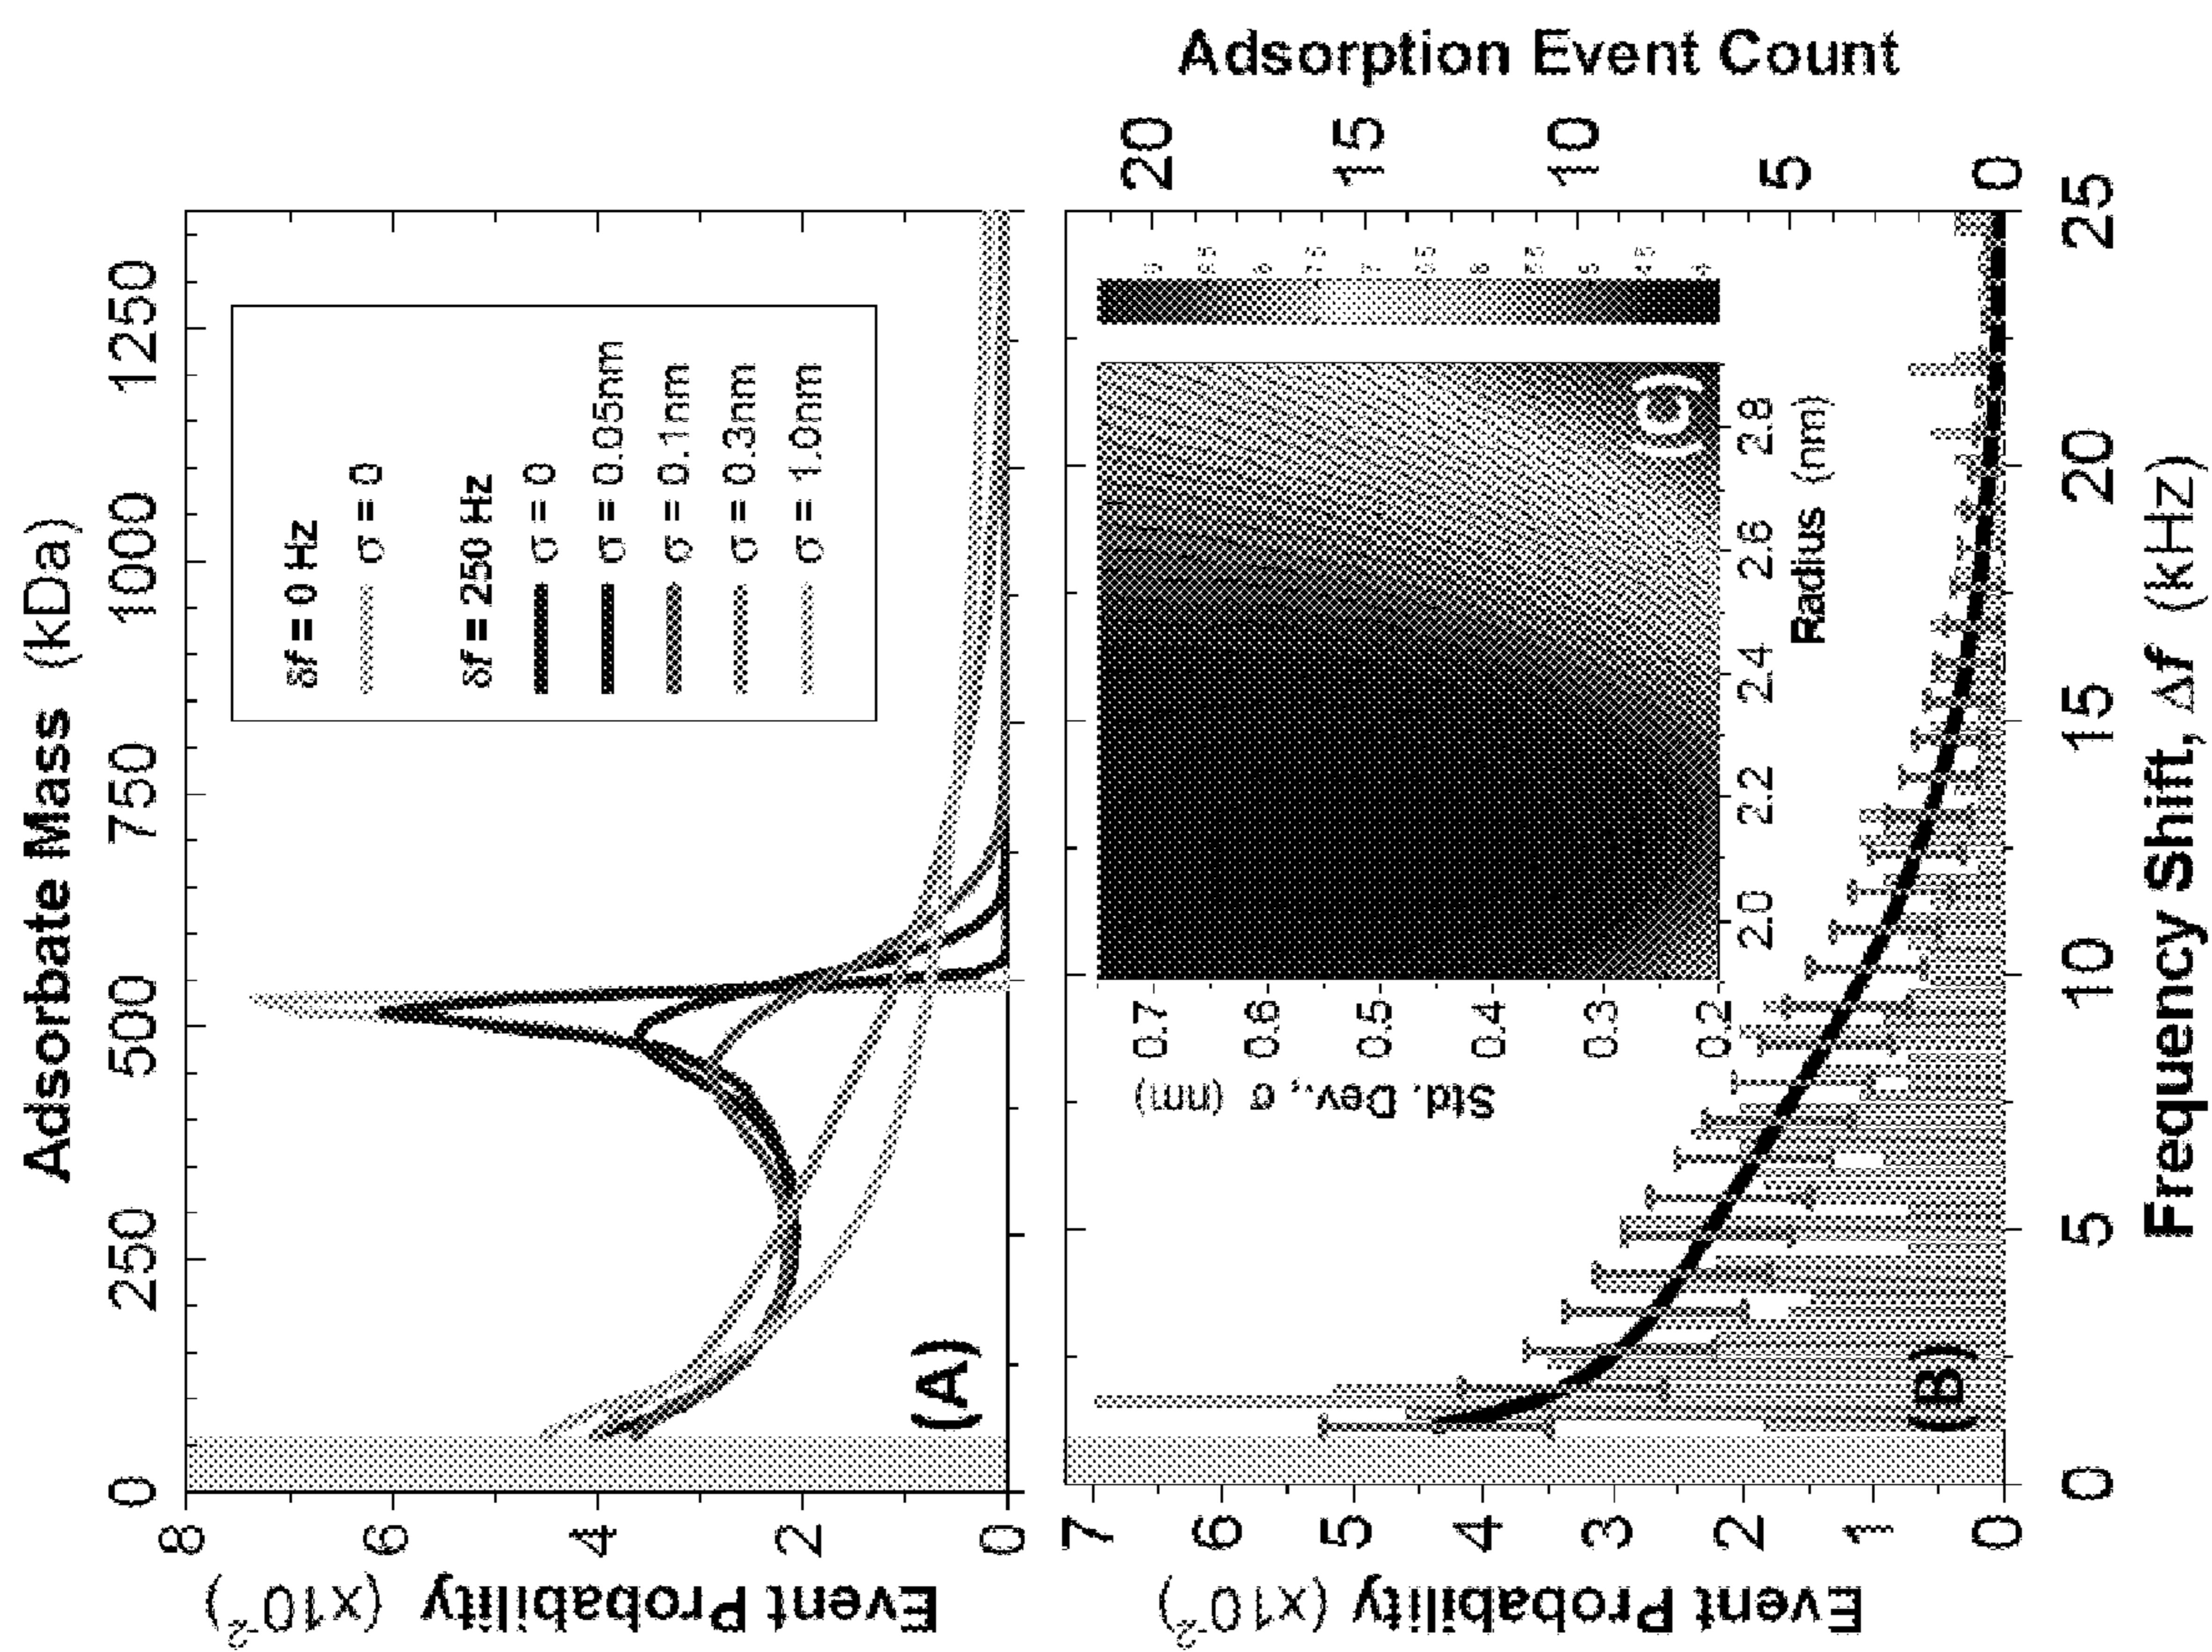 Adsorbate Mass (kDa)
0 250 500 750 1000 1250
Event Probability (x10-2)
8
6
4
2
0
δf = 0 Hz
σ = 0
δf = 250 Hz
σ = 0
σ = 0.05nm
σ = 0.1nm
σ = 0.3nm
σ = 1.0nm
(A)
Event Probability (x10-2)
7
6
5
4
3
2
1
0
Adsorption Event Count
20
15
10
5
0
Std. Dev., σ (nm)
0.7
0.6
0.5
0.4
0.3
0.2
(C)
2.0 2.2 2.4 2.6 2.8
Radius (nm)
(B)
0 5 10 15 20 25
Frequency Shift, Δf (kHz)